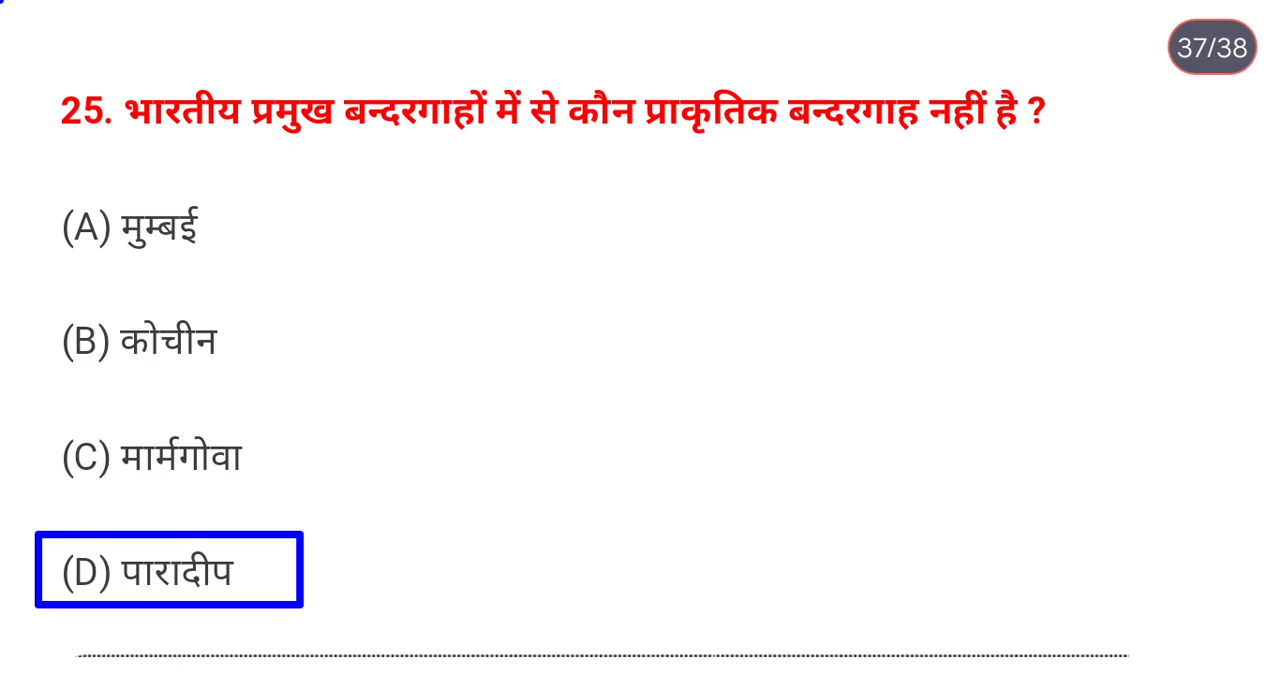 37/38
25. भारतीय प्रमुख बन्दरगाहों में से कौन प्राकृतिक बन्दरगाह नहीं है ?
(A) मुम्बई
(B) कोचीन
(C) मार्मगोवा
(D) पारादीप